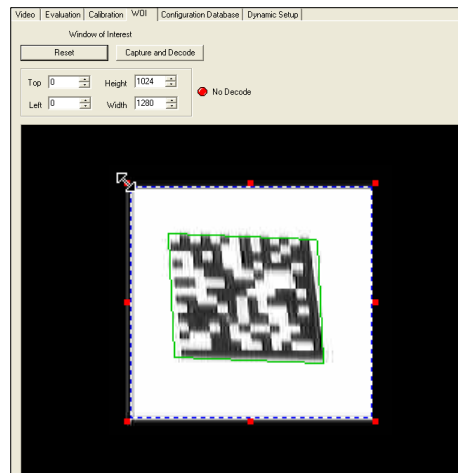 Video Evaluation Calibration WOI Configuration Database Dynamic Setup
Window of Interest
Reset Capture and Decode
Top 0 Height 1024
Left 0 Width 1280
No Decode